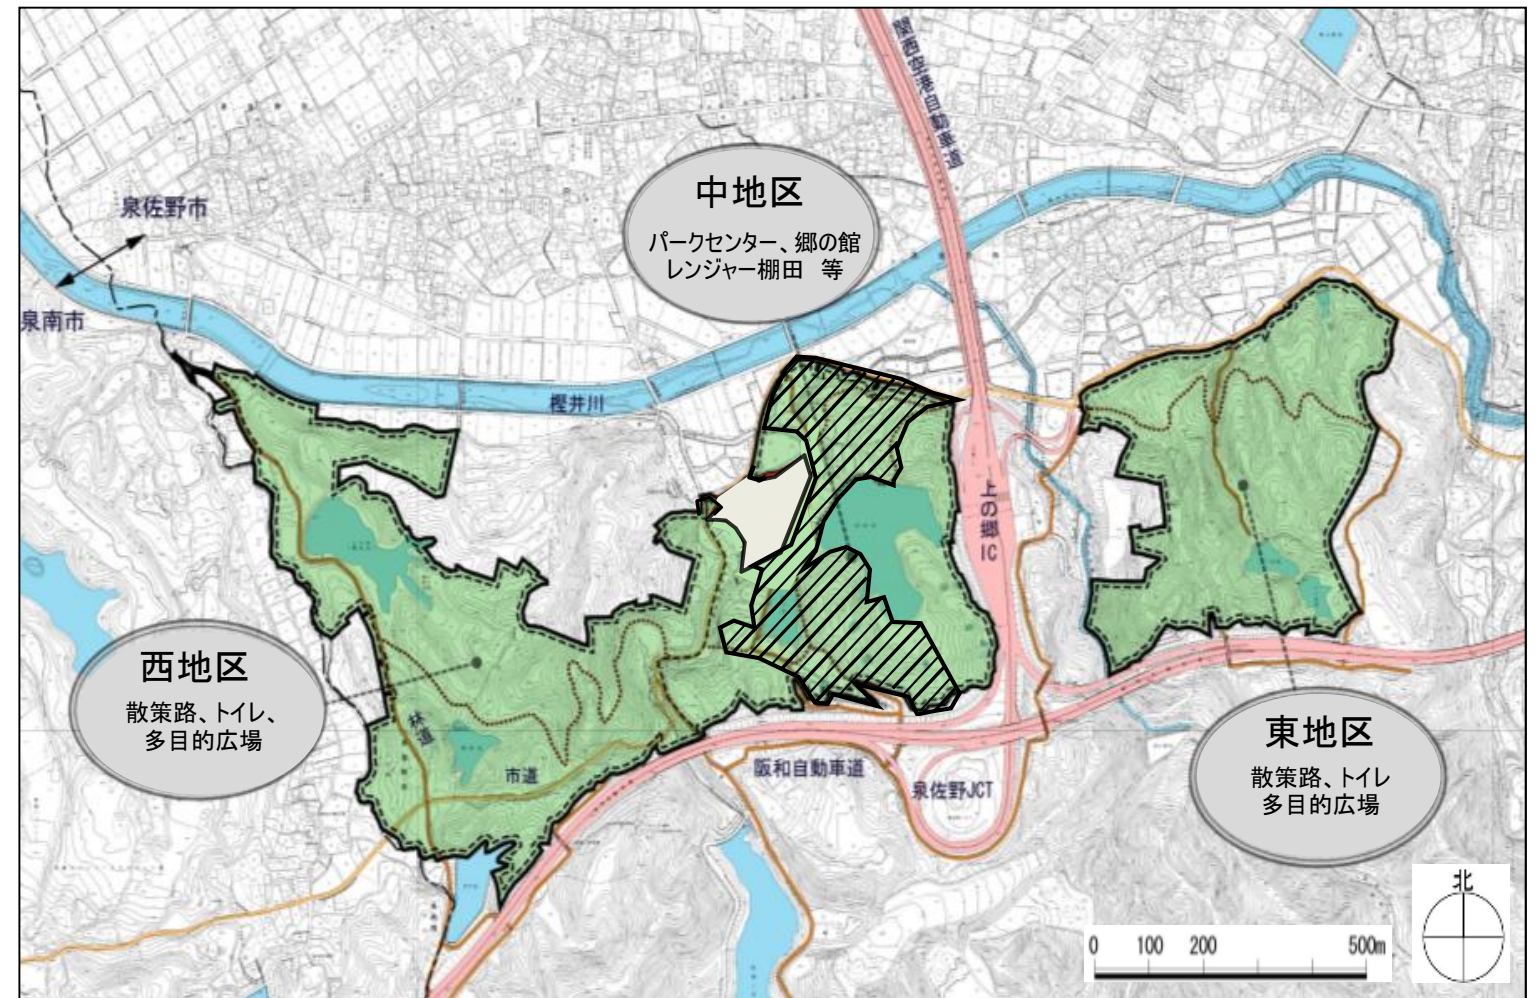 関西空港自動車道
中地区
パークセンター、郷の館
レンジャー棚田　等
泉佐野市
泉南市
樫井川
上の郷IC
西地区
散策路、トイレ、
多目的広場
林道
市道
阪和自動車道
泉佐野JCT
東地区
散策路、トイレ
多目的広場
北
0 100 200 500m